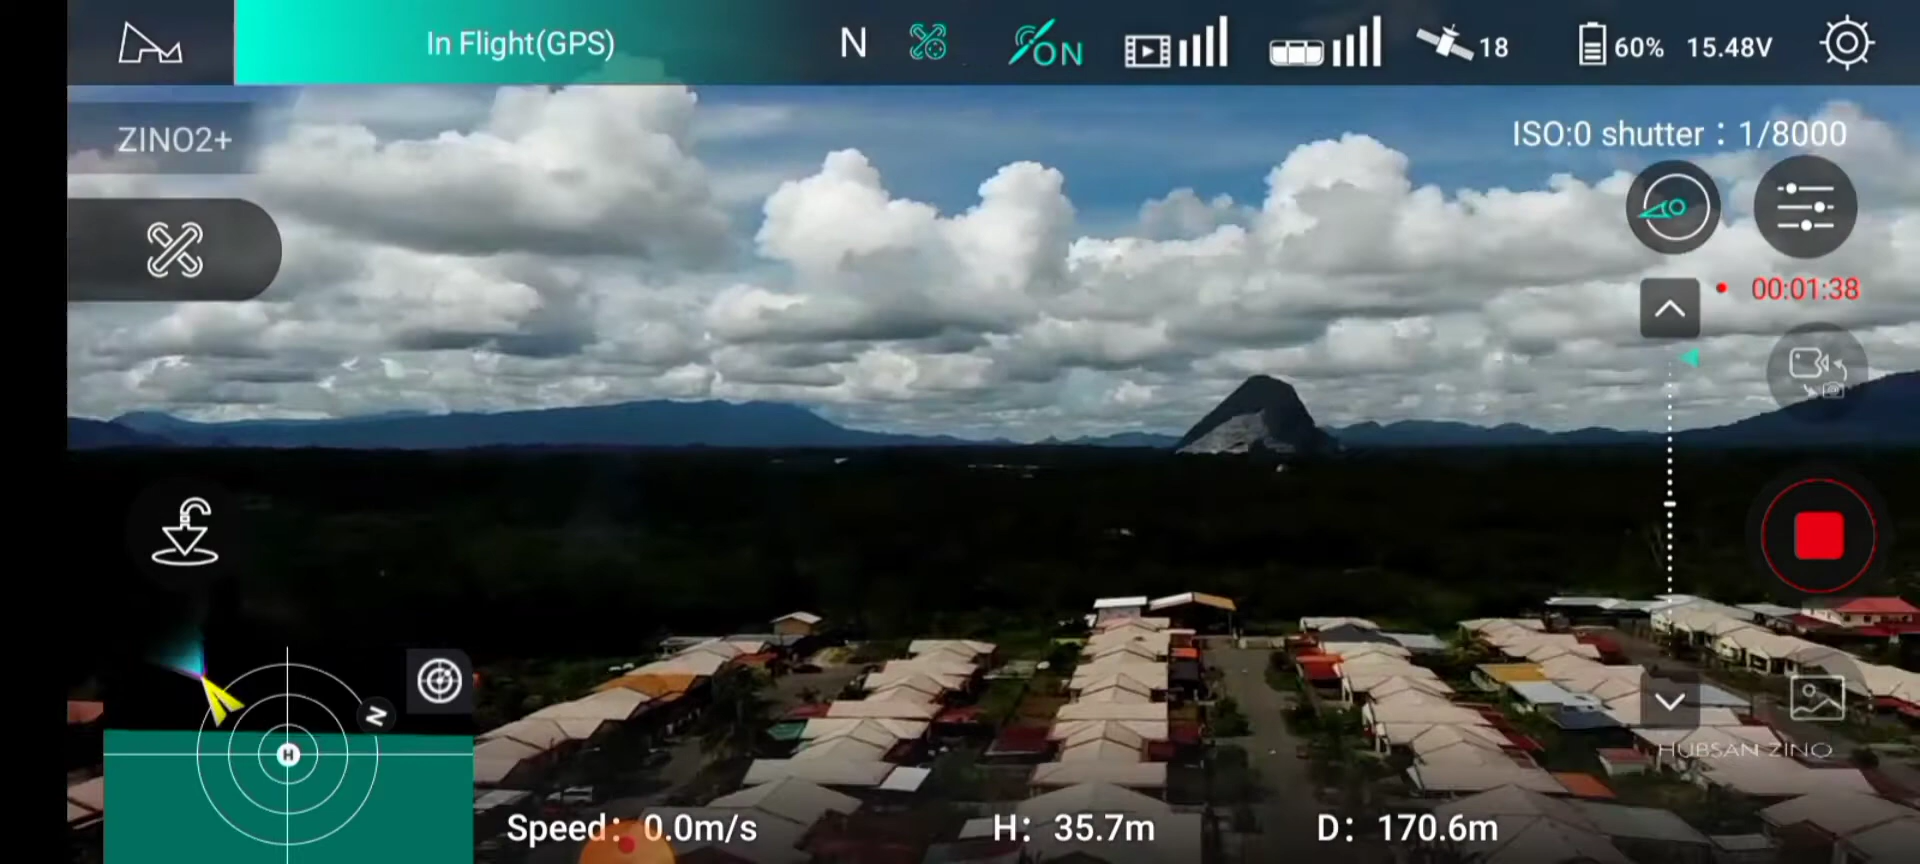 In Flight(GPS)
N
ON
18
60%
15.48V
ZINO2+
ISO:0 shutter：1/8000
00:01:38
N
H
HUBSAN ZINO
Speed：0.0m/s
H：35.7m
D：170.6m